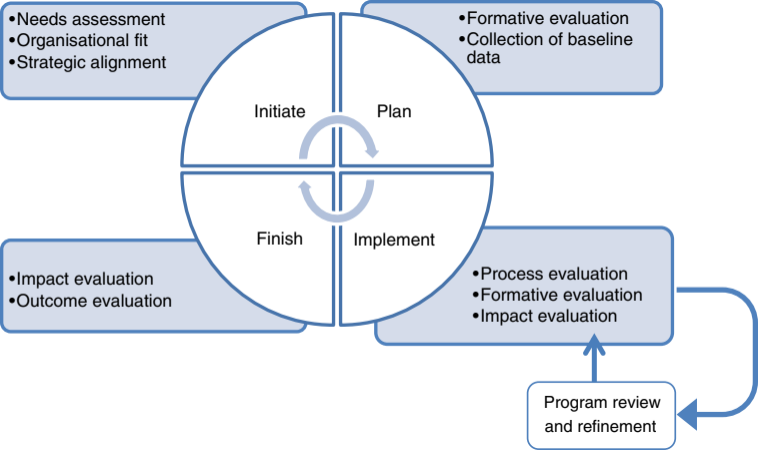 •Needs assessment
•Organisational fit
•Strategic alignment
•Formative evaluation
•Collection of baseline
data
Initiate
Plan
Finish
Implement
•Impact evaluation
•Outcome evaluation
•Process evaluation
•Formative evaluation
•Impact evaluation
Program review
and refinement